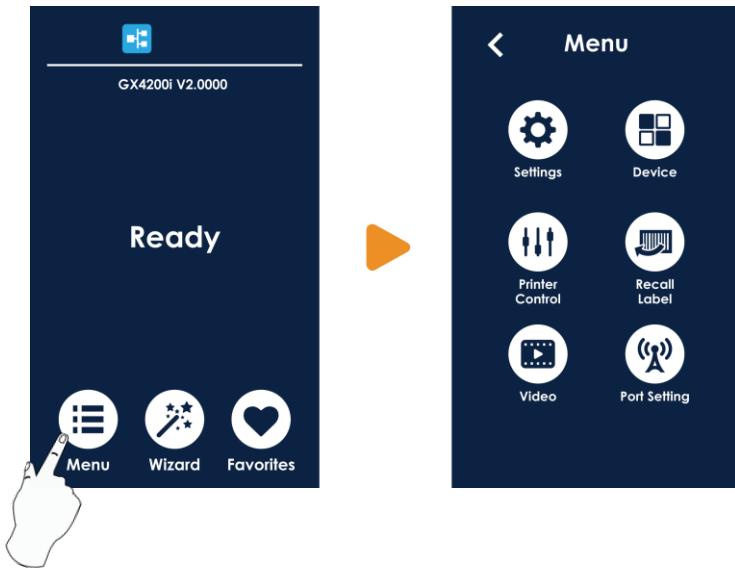 GX4200i V2.0000
Ready
Menu Wizard Favorites
Menu
Settings Device
Printer Control
Recall Label
Video Port Setting